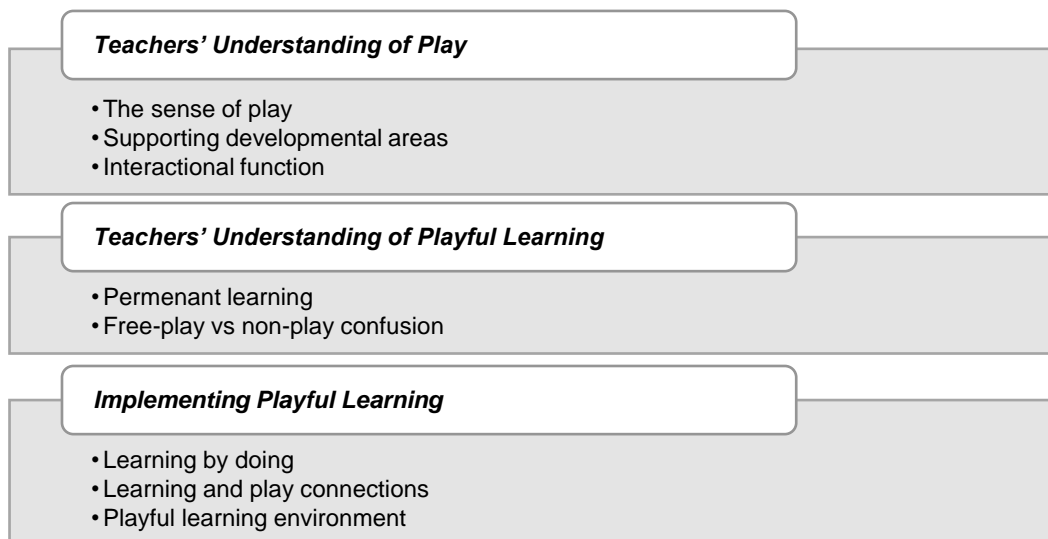 Teachers’ Understanding of Play
•The sense of play
•Supporting developmental areas
•Interactional function
Teachers’ Understanding of Playful Learning
•Permenant learning
•Free-play vs non-play confusion
Implementing Playful Learning
•Learning by doing
•Learning and play connections
•Playful learning environment